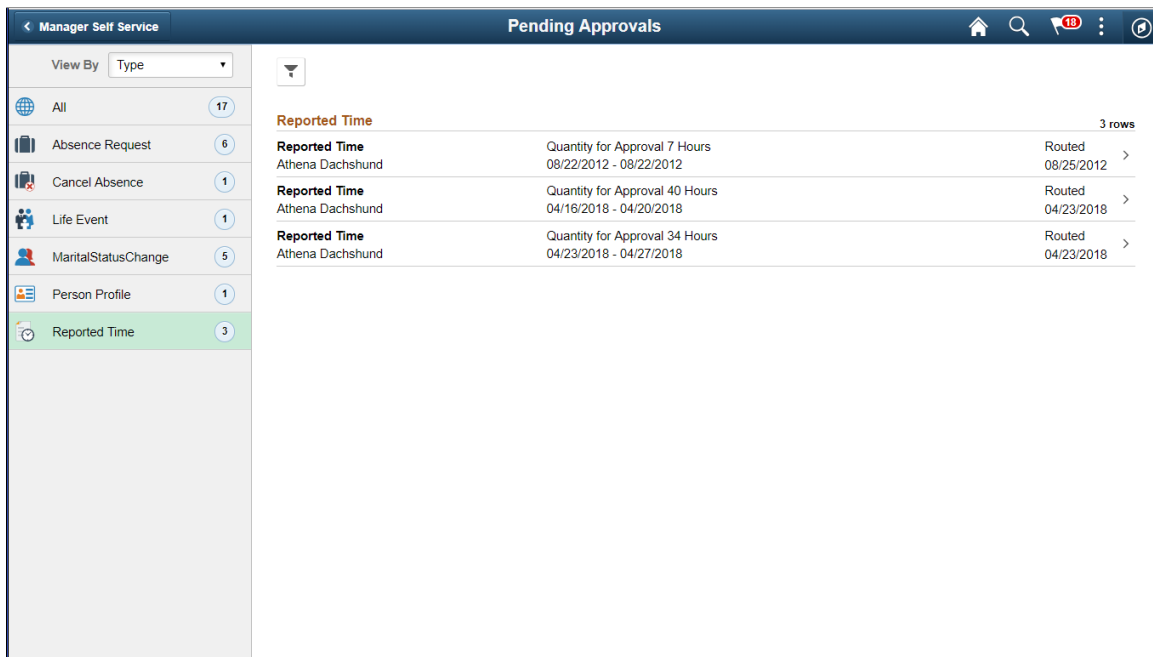 Manager Self Service
Pending Approvals
18
View By Type
All 17
Absence Request 6
Cancel Absence 1
Life Event 1
MaritalStatusChange 5
Person Profile 1
Reported Time 3
Reported Time 3 rows
Reported Time Quantity for Approval 7 Hours Routed
Athena Dachshund 08/22/2012 - 08/22/2012 08/25/2012
Reported Time Quantity for Approval 40 Hours Routed
Athena Dachshund 04/16/2018 - 04/20/2018 04/23/2018
Reported Time Quantity for Approval 34 Hours Routed
Athena Dachshund 04/23/2018 - 04/27/2018 04/23/2018